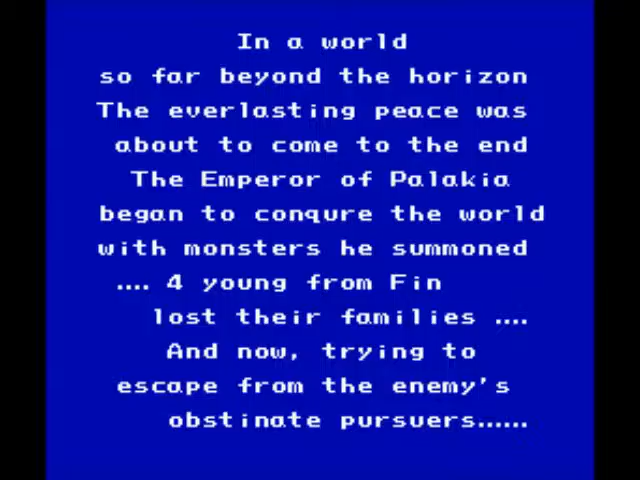 In a world
so far beyond the horizon
The everlasting peace was
about to come to the end
The Emperor of Palakia
began to conqure the world
with monsters he summoned
.... 4 young from Fin
lost their families ....
And now, trying to
escape from the enemy's
obstinate pursuers......